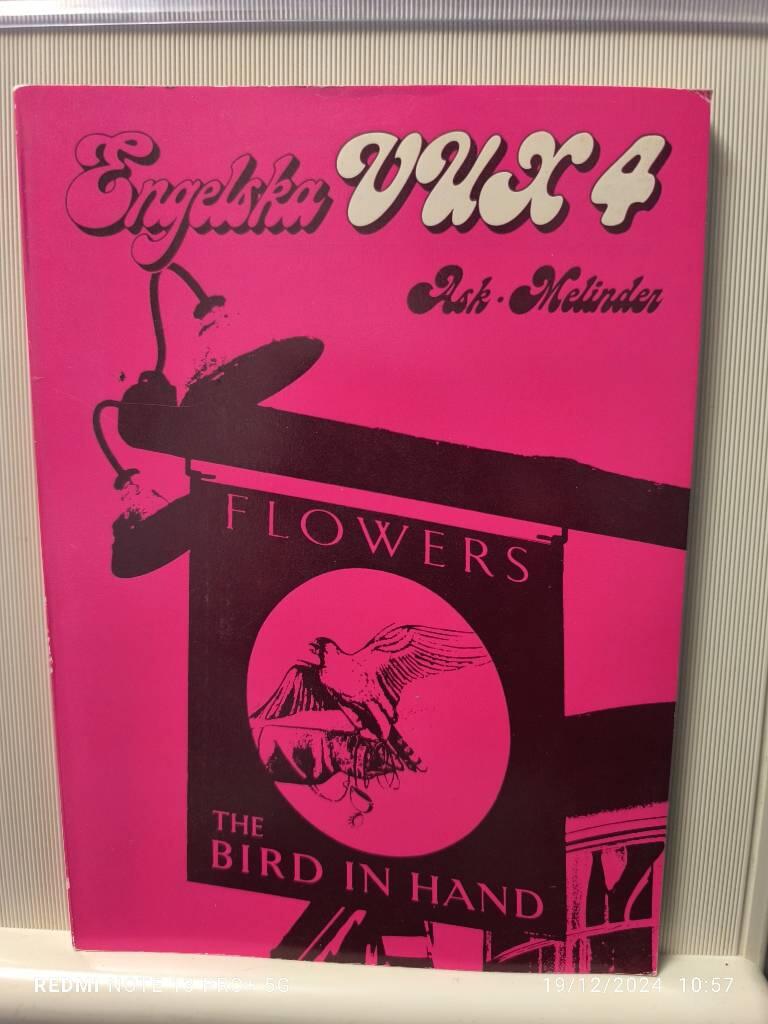 Engelska VUX 4
Ask · Melinder
FLOWERS
THE
BIRD IN HAND
REDMI NOTE 13 PRO+ 5G
19/12/2024 10:57